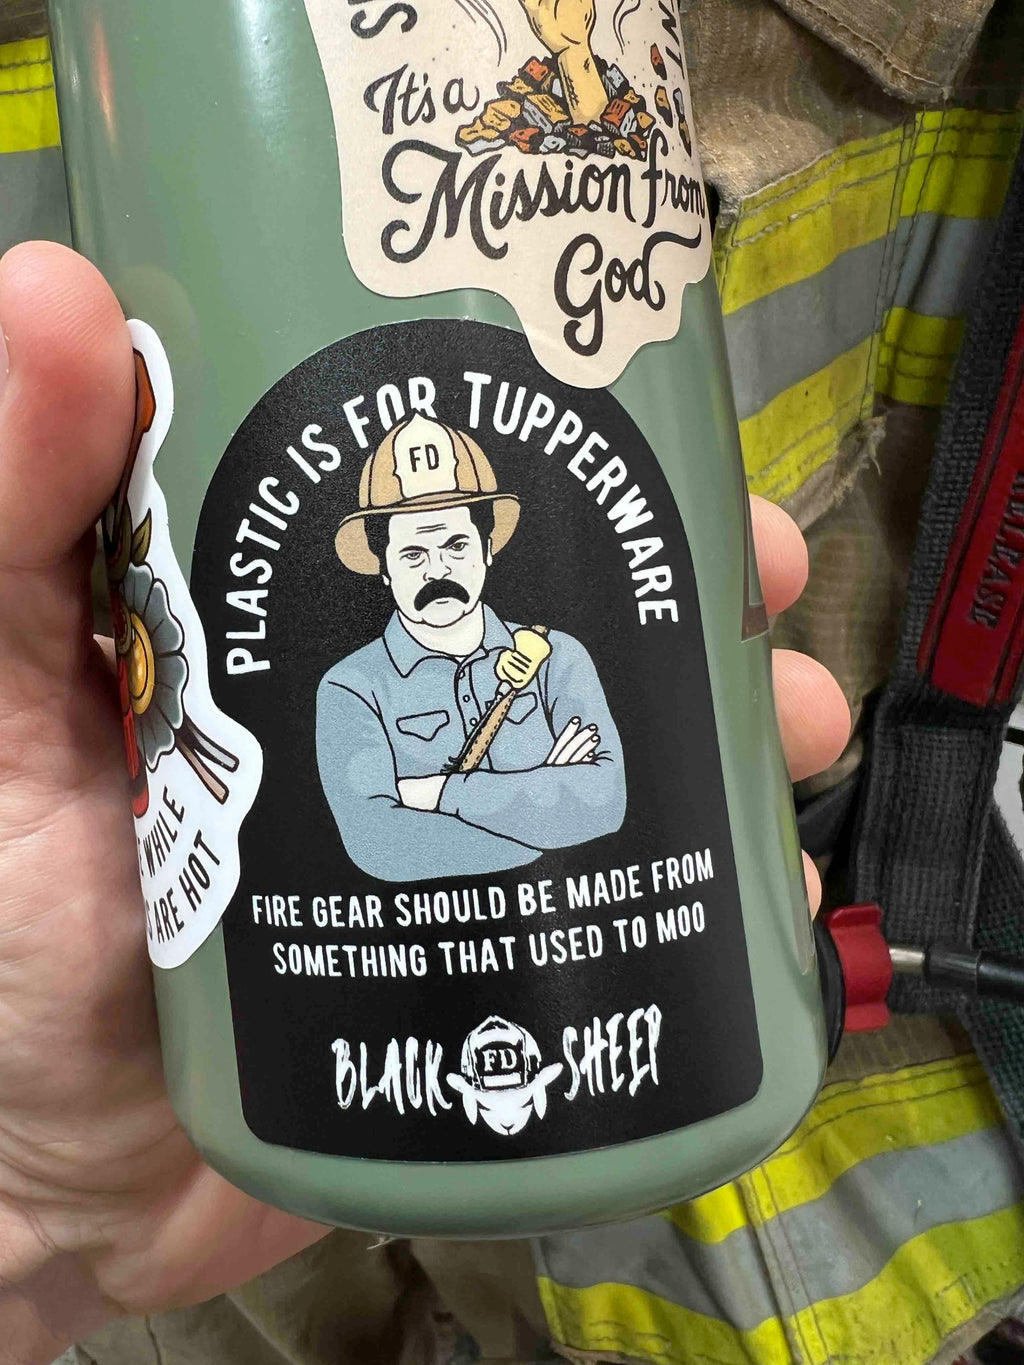 It's a
Mission from
God
PLASTIC IS FOR TUPPERWARE
FD
FIRE GEAR SHOULD BE MADE FROM
SOMETHING THAT USED TO MOO
BLACK FD SHEEP
WHILE
ARE HOT
RELEASE